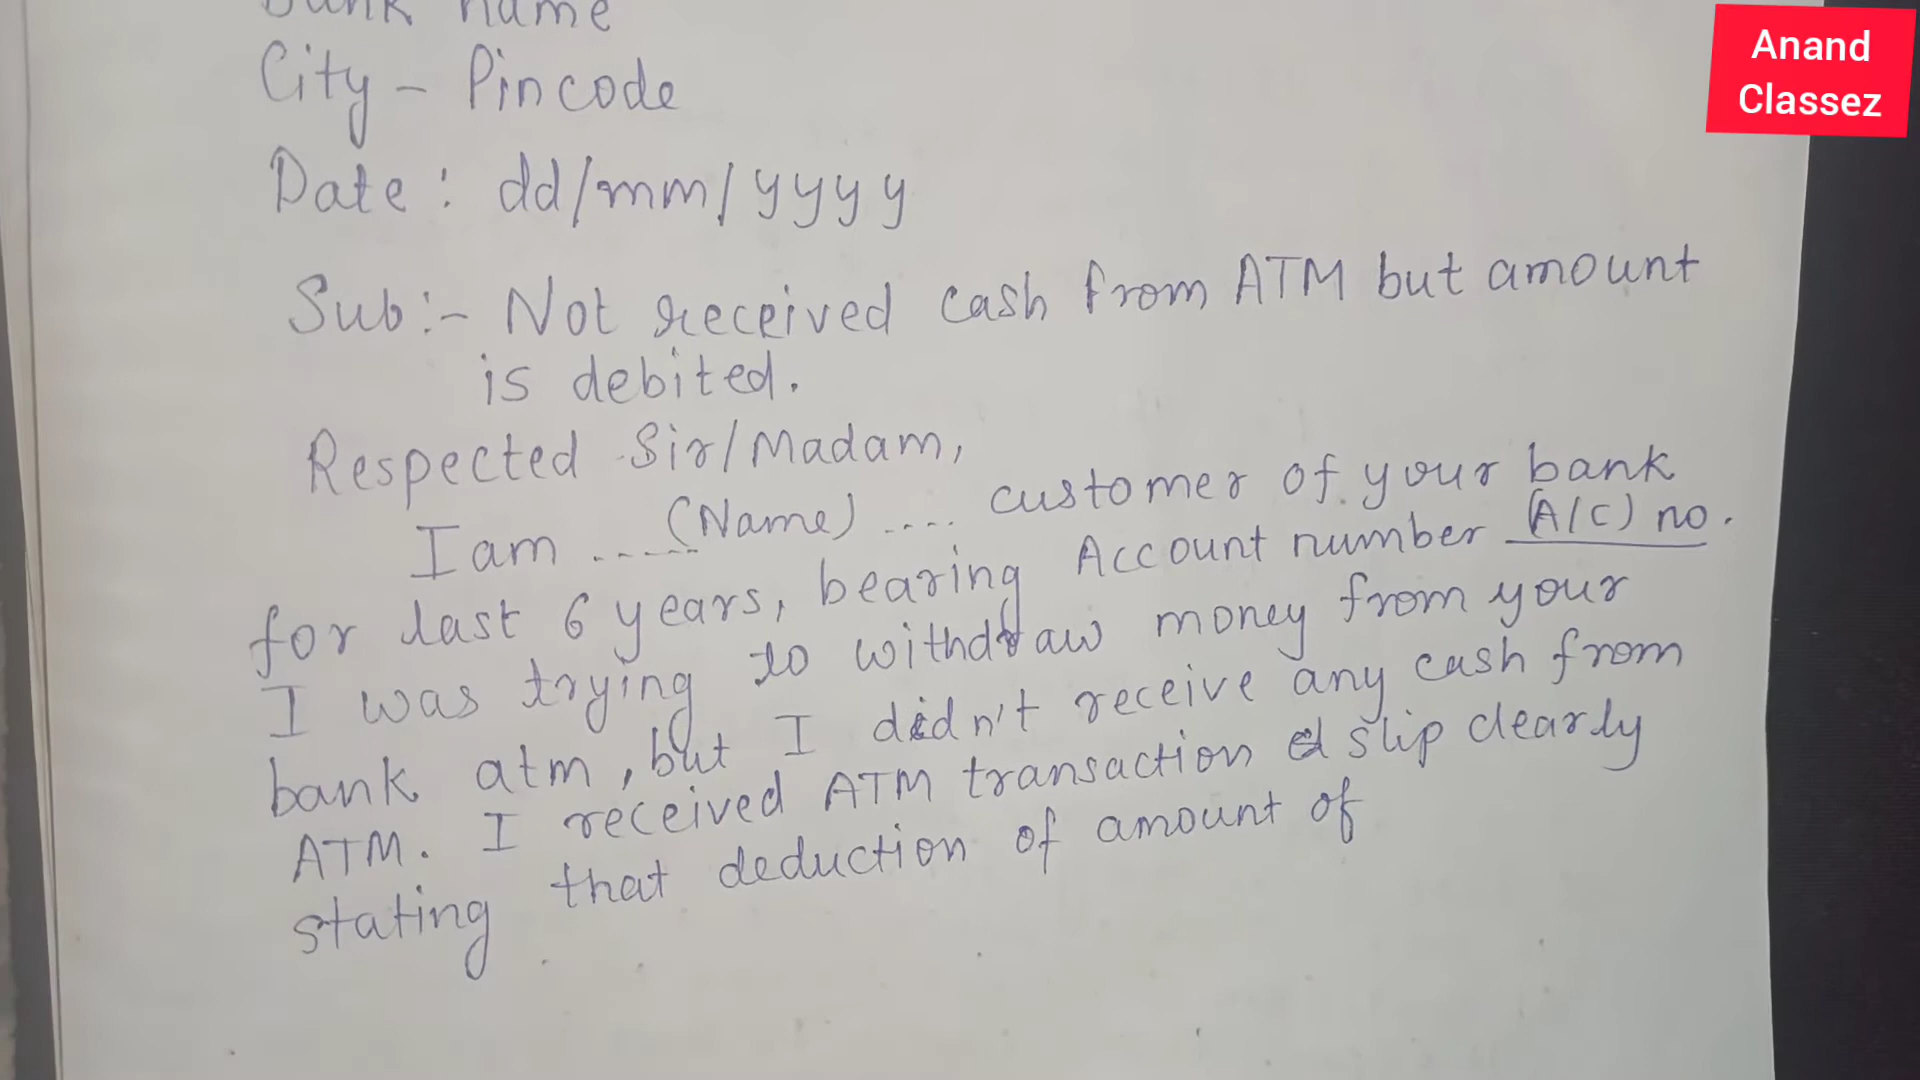 Bank name
City - Pincode
Date : dd/mm/yyyy
Sub :- Not received cash from ATM but amount
is debited.
Respected Sir/Madam,
I am ..... (Name) .... customer of your bank
for last 6 years, bearing Account number (A/C) no.
I was trying to withdraw money from your
bank atm, but I didn't receive any cash from
ATM. I received ATM transaction slip clearly
stating that deduction of amount of
Anand
Classez